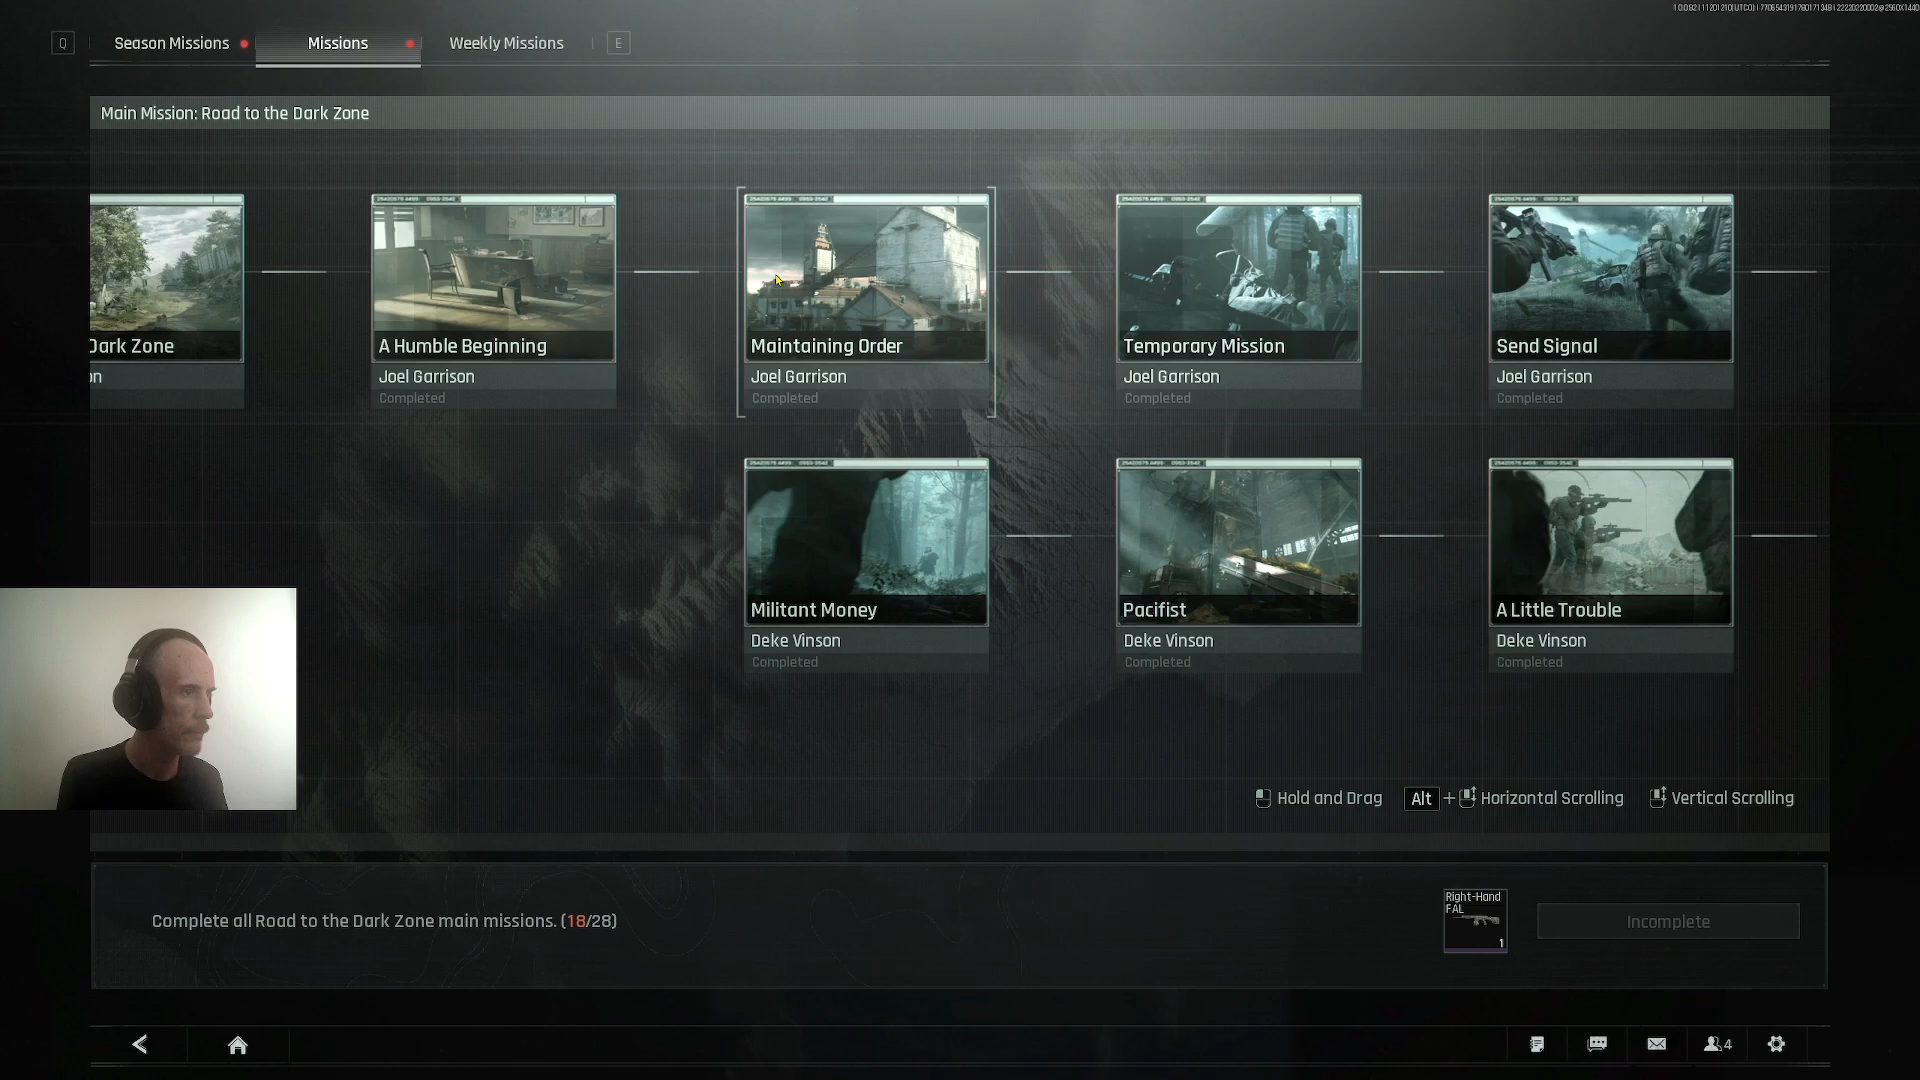 Q
Season Missions
Missions
Weekly Missions
E
Main Mission: Road to the Dark Zone
Dark Zone
on
A Humble Beginning
Joel Garrison
Completed
Maintaining Order
Joel Garrison
Completed
Temporary Mission
Joel Garrison
Completed
Send Signal
Joel Garrison
Completed
Militant Money
Deke Vinson
Completed
Pacifist
Deke Vinson
Completed
A Little Trouble
Deke Vinson
Completed
Hold and Drag
Alt + Horizontal Scrolling
Vertical Scrolling
Complete all Road to the Dark Zone main missions. (18/28)
Right-Hand
FAL
1
Incomplete
4